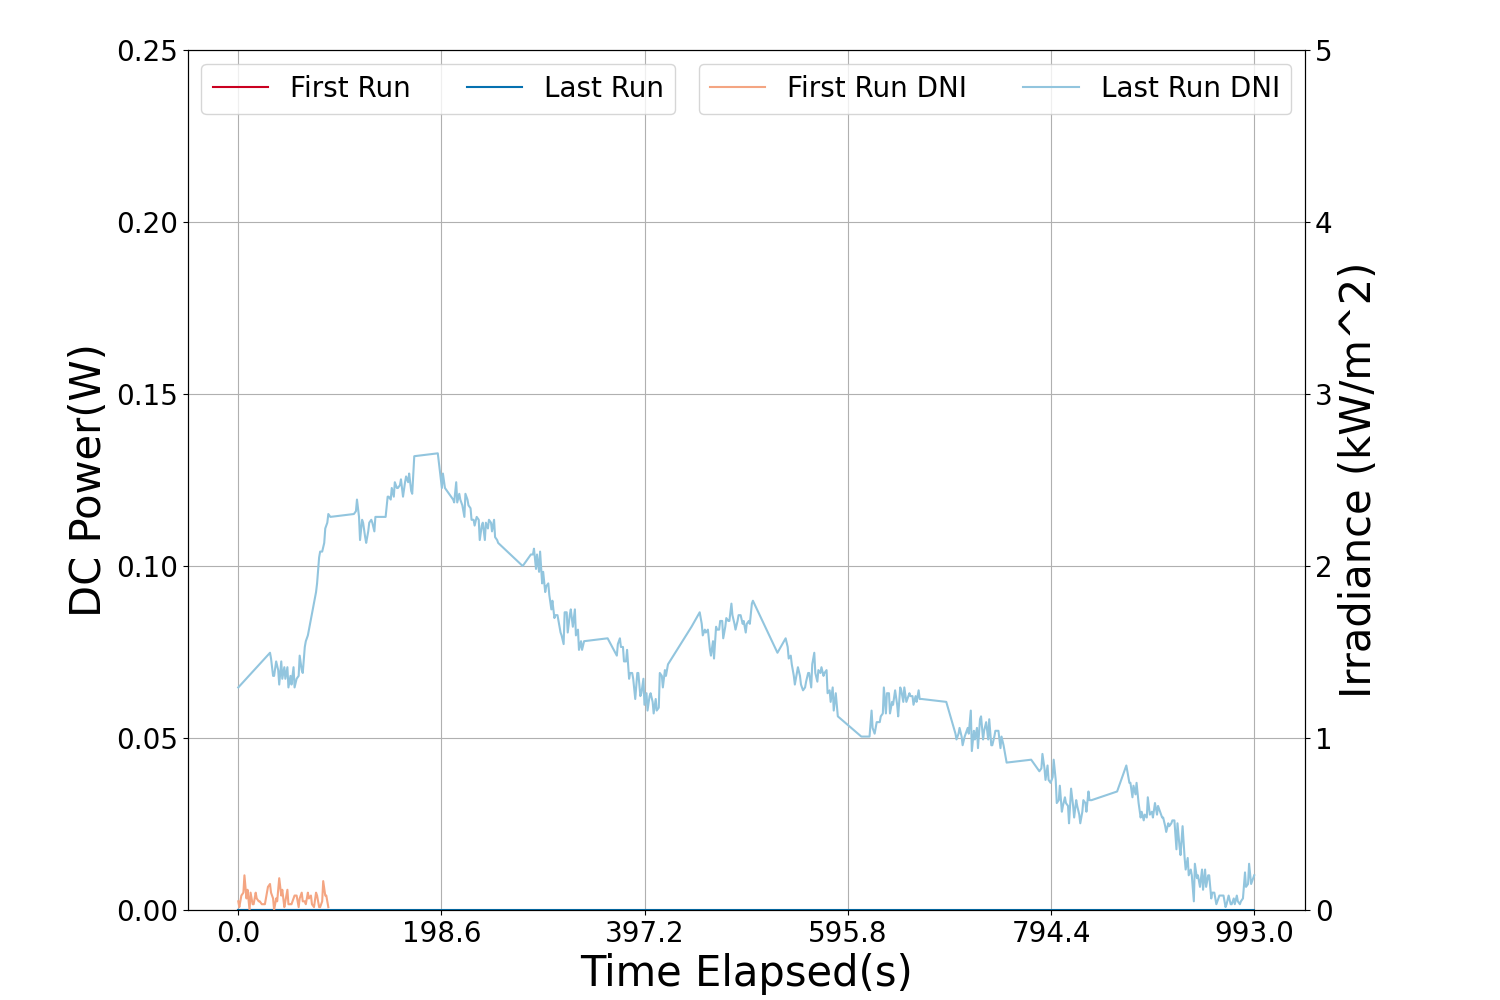 First Run
Last Run
First Run DNI
Last Run DNI
DC Power(W)
0.25
0.20
0.15
0.10
0.05
0.00
5
4
3
2
1
0
Irradiance (kW/m^2)
0.0 198.6 397.2 595.8 794.4 993.0
Time Elapsed(s)